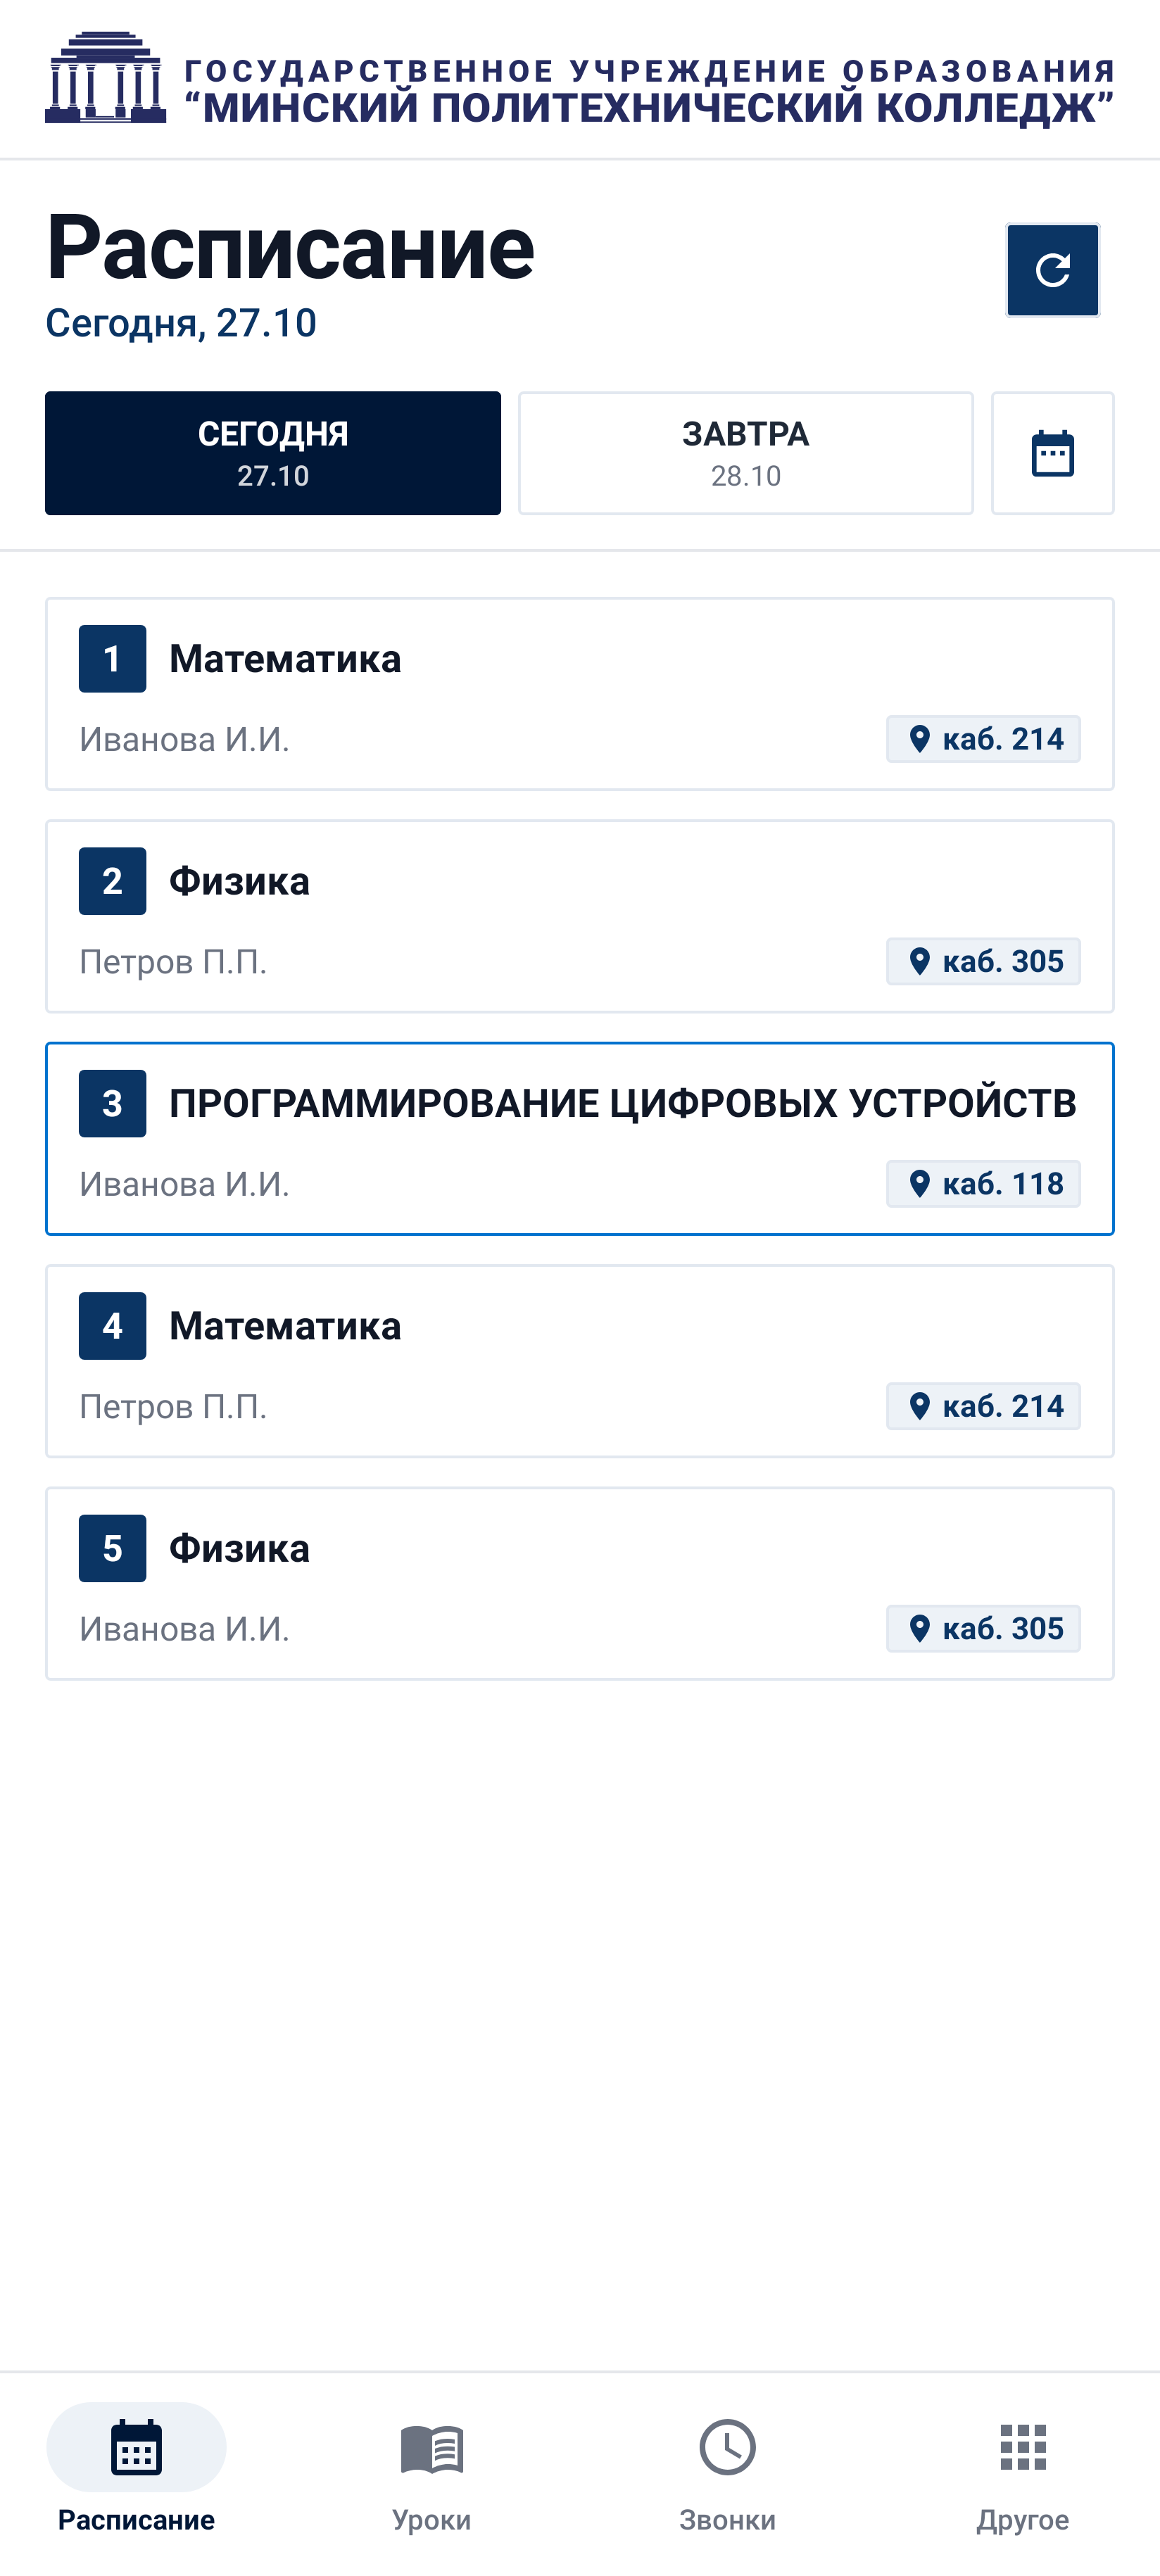 ГОСУДАРСТВЕННОЕ УЧРЕЖДЕНИЕ ОБРАЗОВАНИЯ
“МИНСКИЙ ПОЛИТЕХНИЧЕСКИЙ КОЛЛЕДЖ”
Расписание
Сегодня, 27.10
СЕГОДНЯ
27.10
ЗАВТРА
28.10
1 Математика
Иванова И.И. каб. 214
2 Физика
Петров П.П. каб. 305
3 ПРОГРАММИРОВАНИЕ ЦИФРОВЫХ УСТРОЙСТВ
Иванова И.И. каб. 118
4 Математика
Петров П.П. каб. 214
5 Физика
Иванова И.И. каб. 305
Расписание Уроки Звонки Другое